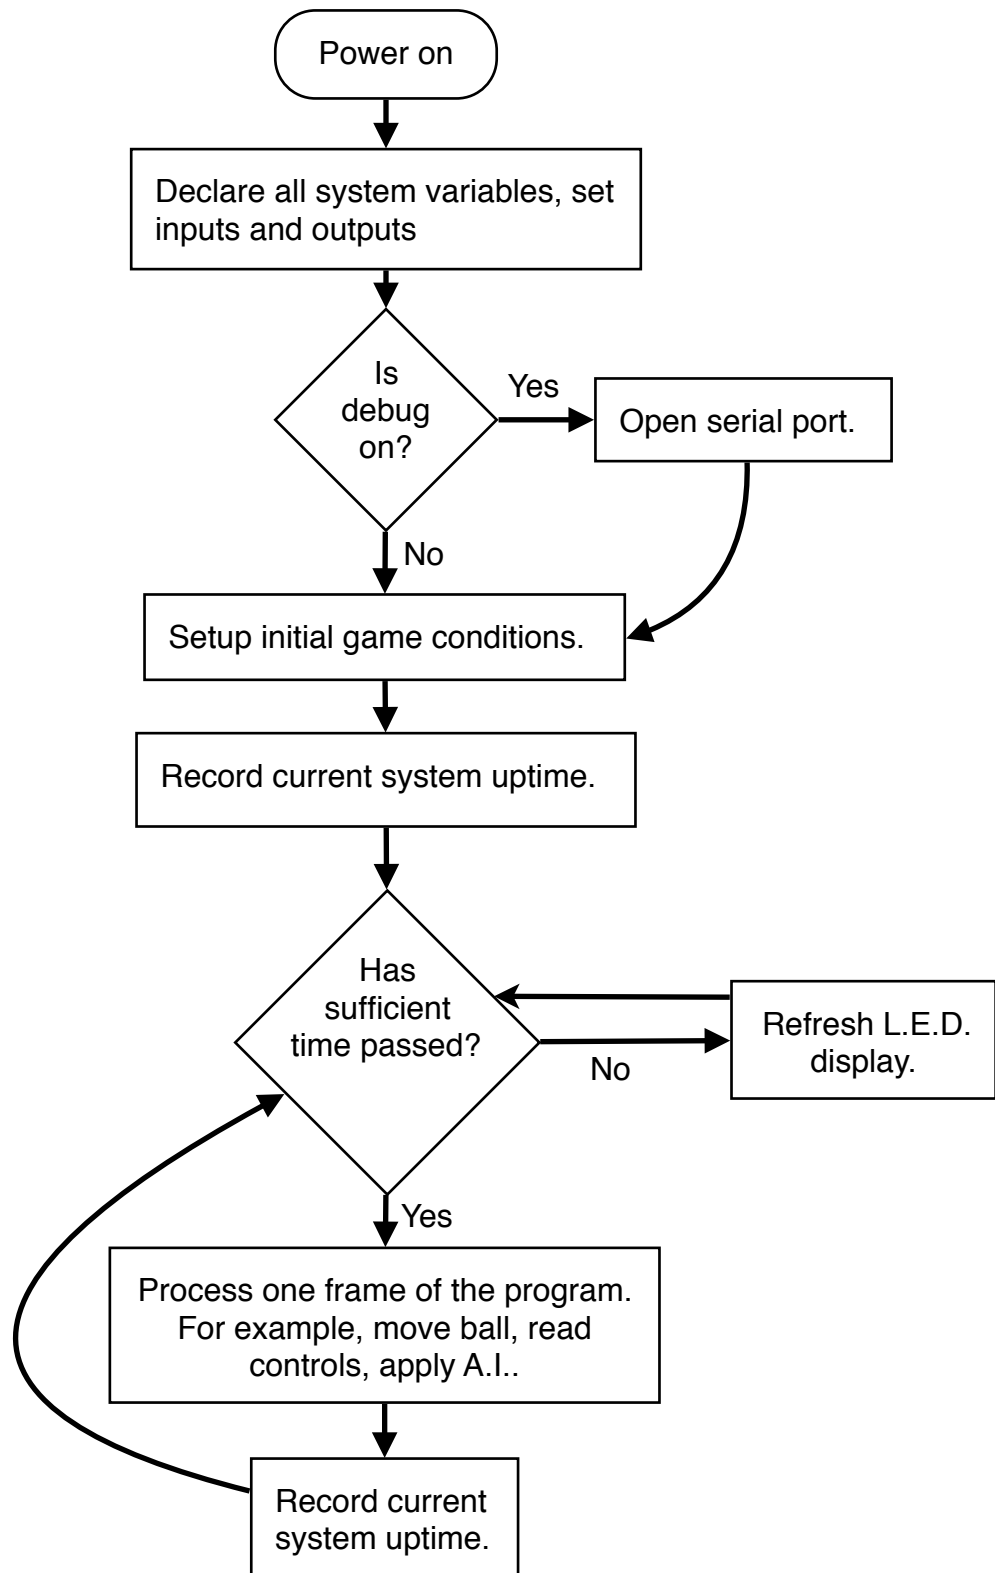 Power on
Declare all system variables, set
inputs and outputs
Is
debug
on?
Yes
Open serial port.
No
Setup initial game conditions.
Record current system uptime.
Has
sufficient
time passed?
No
Refresh L.E.D.
display.
Yes
Process one frame of the program.
For example, move ball, read
controls, apply A.I..
Record current
system uptime.